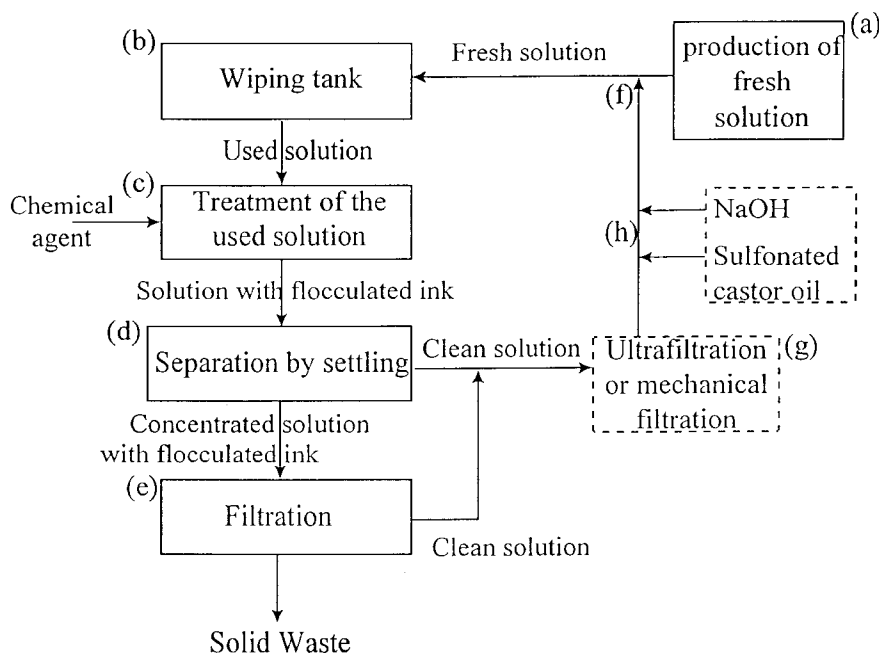 (b)
Wiping tank
Fresh solution
(a)
production of
fresh
solution
(f)
Used solution
(c)
Chemical
agent
Treatment of the
used solution
NaOH
(h)
Sulfonated
castor oil
Solution with flocculated ink
(d)
Separation by settling
Clean solution
(g)
Ultrafiltration
or mechanical
filtration
Concentrated solution
with flocculated ink
(e)
Filtration
Clean solution
Solid Waste